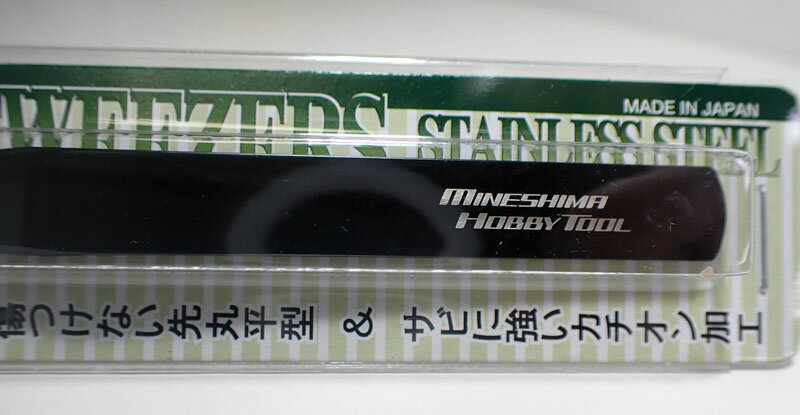 MADE IN JAPAN
TWEEZERS STAINLESS STEEL
MINESHIMA
HOBBY TOOL
傷つけない先丸平型 & サビに強いカチオン加工